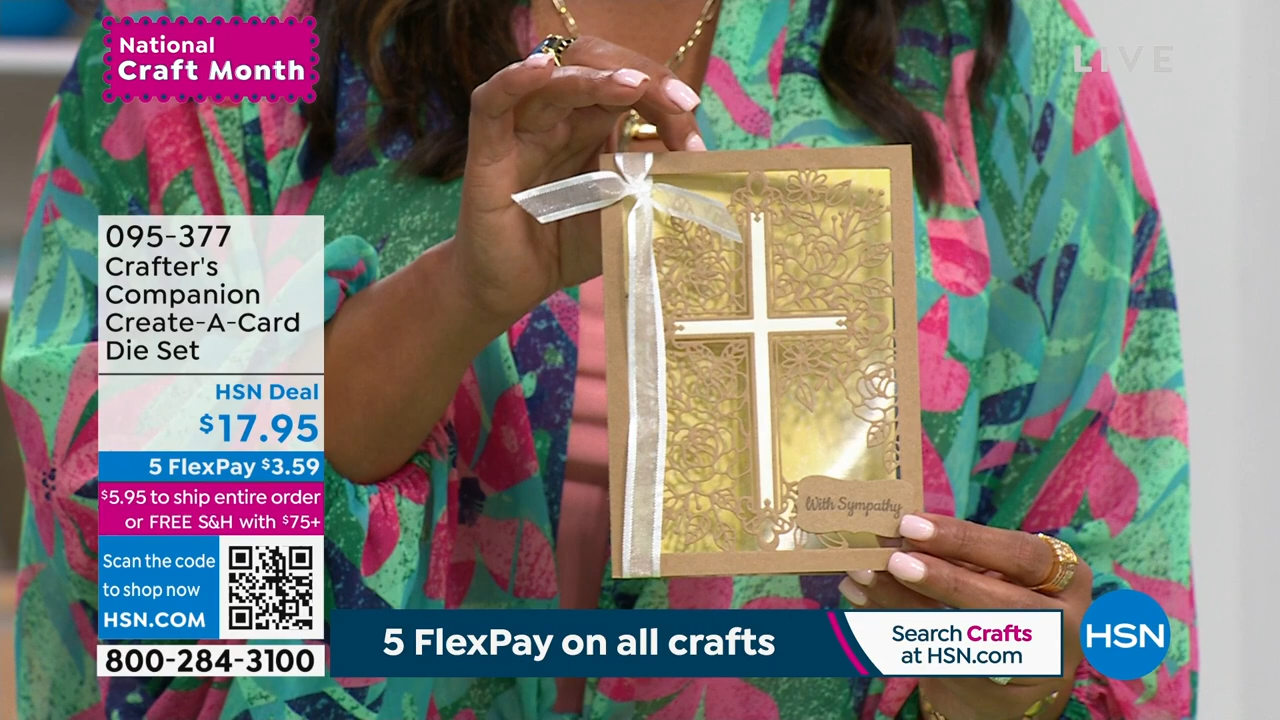 National
Craft Month
LIVE
095-377
Crafter's
Companion
Create-A-Card
Die Set
HSN Deal
$17.95
5 FlexPay $3.59
$5.95 to ship entire order
or FREE S&H with $75+
Scan the code
to shop now
HSN.COM
800-284-3100
With Sympathy
5 FlexPay on all crafts
Search Crafts
at HSN.com
HSN